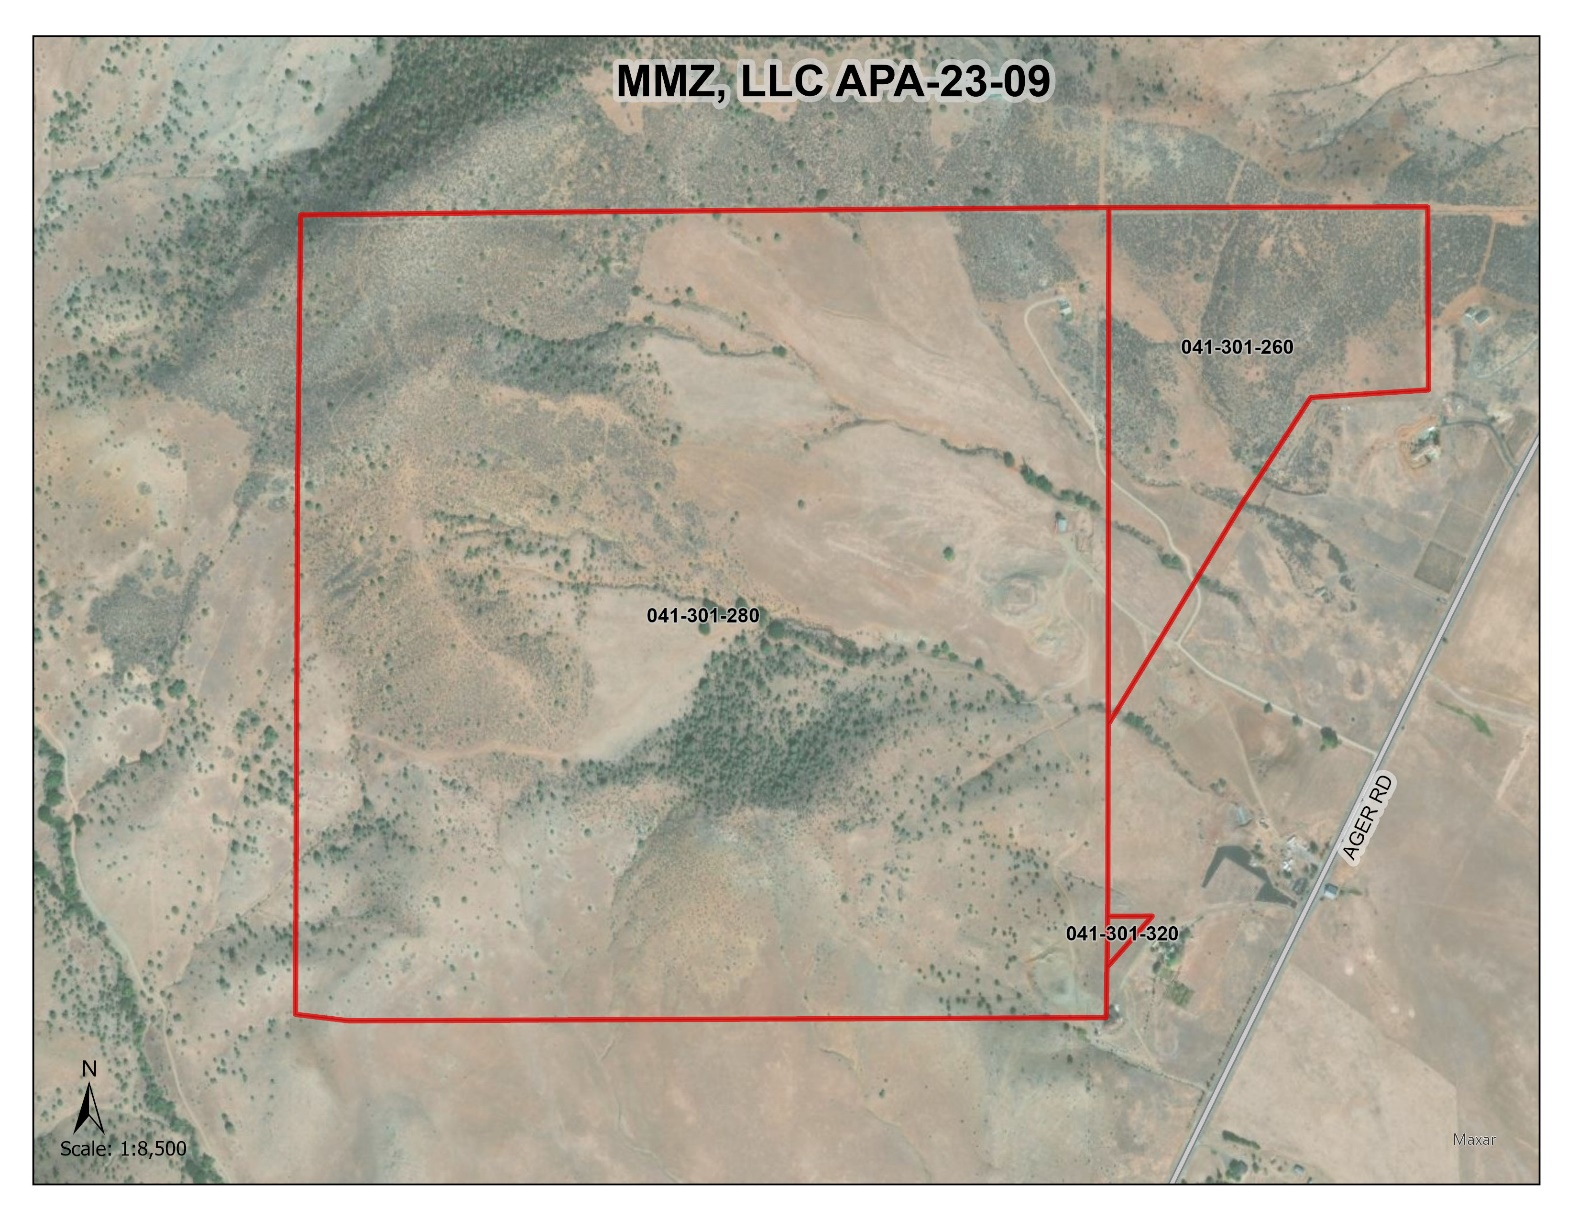 MMZ, LLC APA-23-09
041-301-260
041-301-280
AGER RD
041-301-320
N
Scale: 1:8,500
Maxar